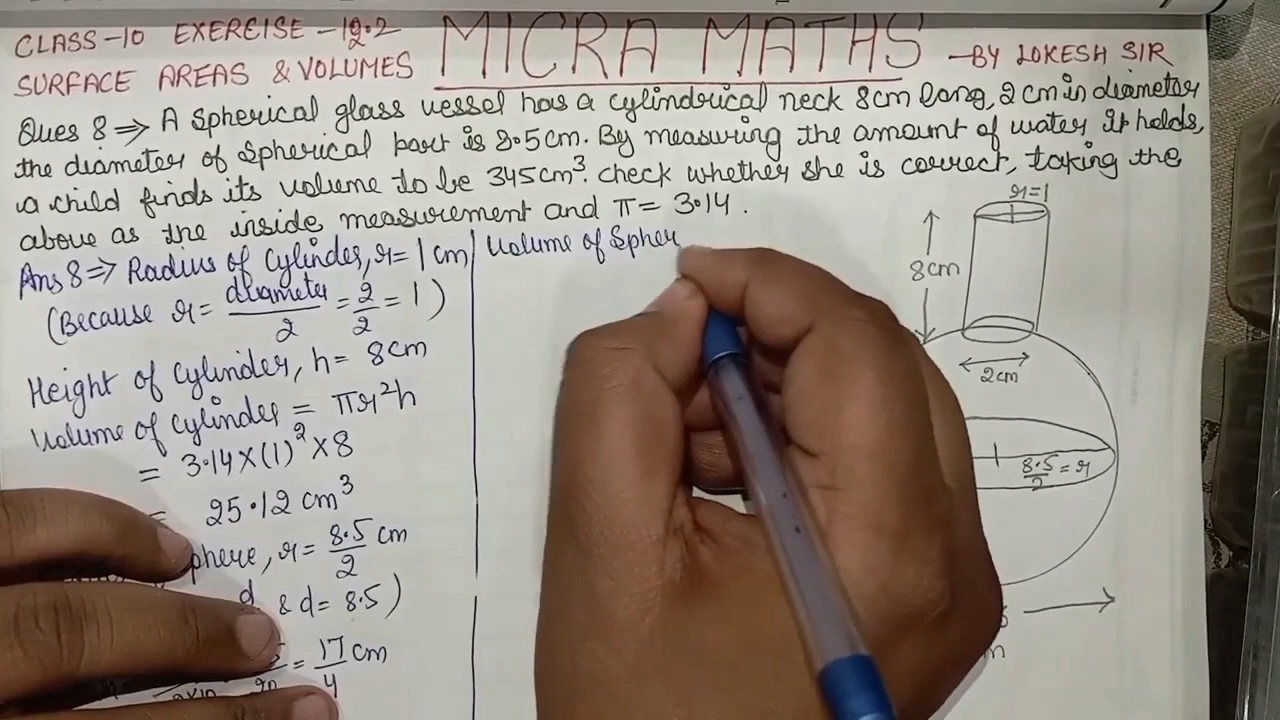 CLASS-10 EXERCISE-12.2
SURFACE AREAS & VOLUMES
MICRA MATHS
-BY LOKESH SIR
Ques 8 ⇒ A Spherical glass vessel has a cylindrical neck 8cm long, 2 cm in diameter
the diameter of spherical part is 8.5cm. By measuring the amount of water it holds,
a child finds its volume to be 345cm³. check whether she is correct, taking the
above as the inside measurement and π = 3.14.
Ans 8 ⇒ Radius of Cylinder, r = 1 cm
(Because r = diameter/2 = 2/2 = 1)
Height of Cylinder, h = 8cm
Volume of cylinder = πr²h
= 3.14 × (1)² × 8
= 25.12 cm³
phere, r = 8.5/2 cm
d & d = 8.5)
= 17/4 cm
Volume of Spher
r=1
8cm
2cm
8.5/2 = r